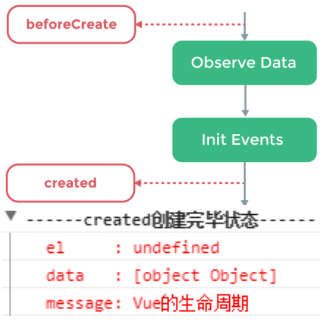 beforeCreate
Observe Data
Init Events
created
------created创建完毕状态------
el : undefined
data : [object Object]
message: Vue的生命周期